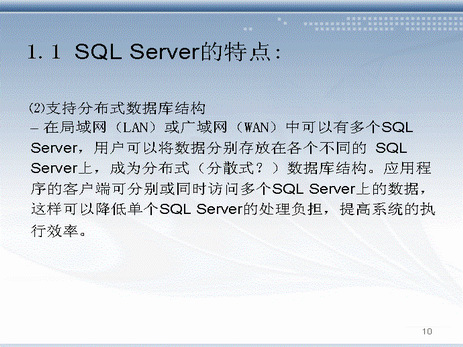 1.1 SQL Server的特点:
⑵支持分布式数据库结构
– 在局域网（LAN）或广域网（WAN）中可以有多个SQL
Server，用户可以将数据分别存放在各个不同的 SQL
Server上，成为分布式（分散式？）数据库结构。应用程
序的客户端可分别或同时访问多个SQL Server上的数据，
这样可以降低单个SQL Server的处理负担，提高系统的执
行效率。
10